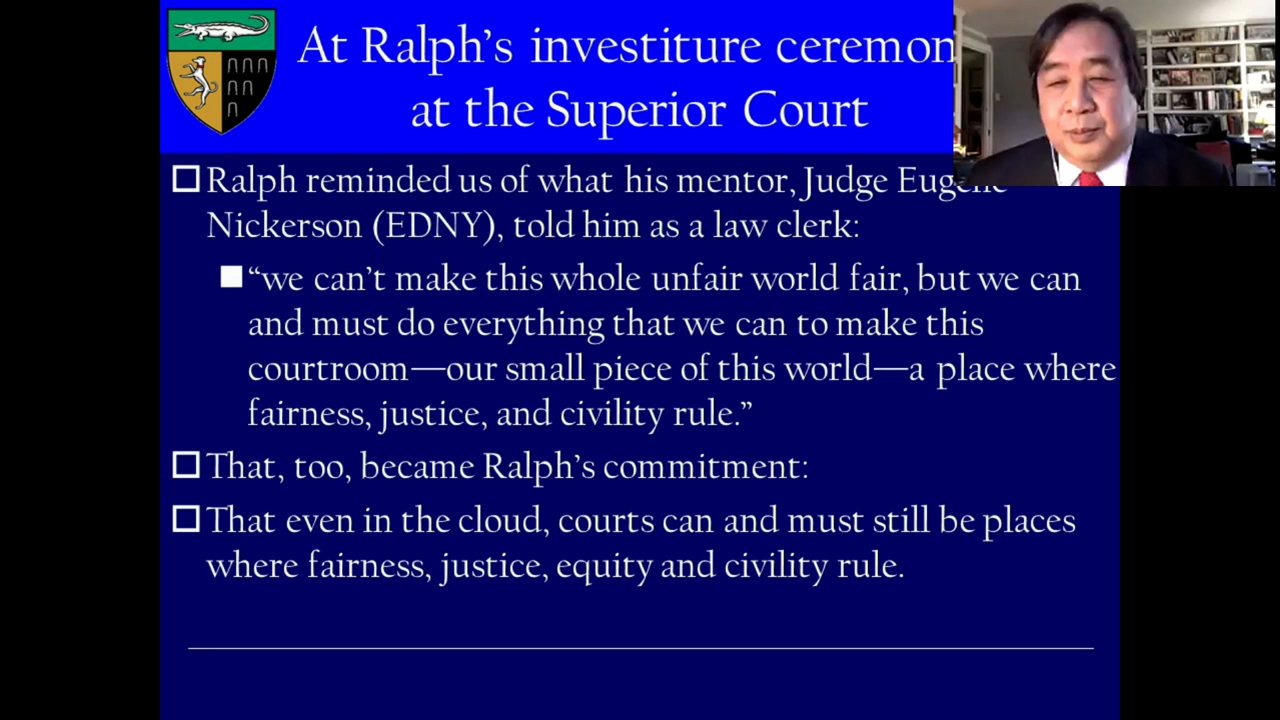 At Ralph's investiture ceremon
at the Superior Court
Ralph reminded us of what his mentor, Judge Eugene
Nickerson (EDNY), told him as a law clerk:
“we can't make this whole unfair world fair, but we can
and must do everything that we can to make this
courtroom—our small piece of this world—a place where
fairness, justice, and civility rule.”
That, too, became Ralph's commitment:
That even in the cloud, courts can and must still be places
where fairness, justice, equity and civility rule.